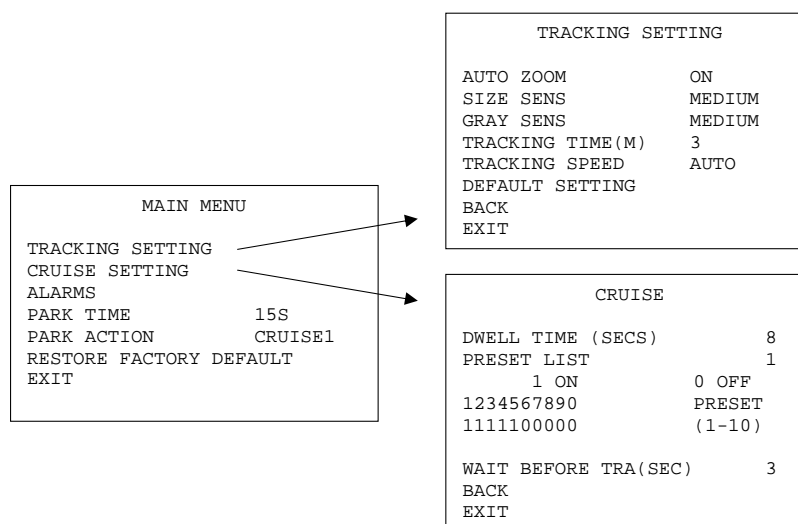 MAIN MENU
TRACKING SETTING
CRUISE SETTING
ALARMS
PARK TIME 15S
PARK ACTION CRUISE1
RESTORE FACTORY DEFAULT
EXIT
TRACKING SETTING
AUTO ZOOM ON
SIZE SENS MEDIUM
GRAY SENS MEDIUM
TRACKING TIME(M) 3
TRACKING SPEED AUTO
DEFAULT SETTING
BACK
EXIT
CRUISE
DWELL TIME (SECS) 8
PRESET LIST 1
1 ON 0 OFF
1234567890 PRESET
1111100000 (1-10)
WAIT BEFORE TRA(SEC) 3
BACK
EXIT